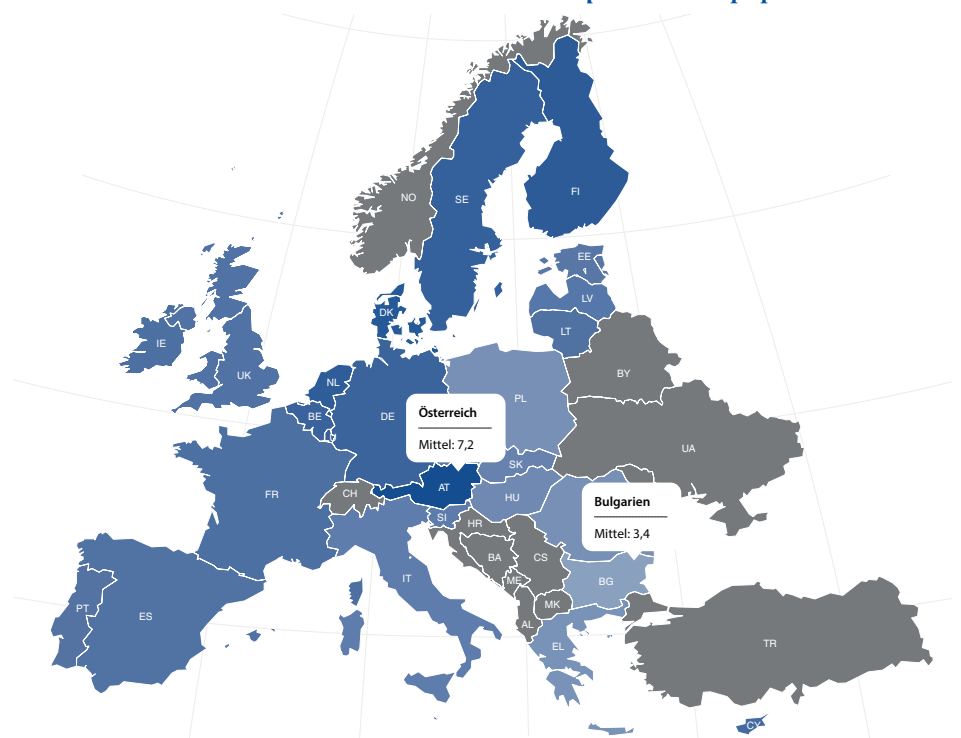 NO
SE
FI
EE
LV
LT
DK
IE
UK
NL
BE
DE
PL
BY
UA
Österreich
Mittel: 7,2
SK
AT
CH
FR
HU
SI
HR
Bulgarien
Mittel: 3,4
BA
CS
ME
MK
AL
BG
IT
PT
ES
EL
TR
CY